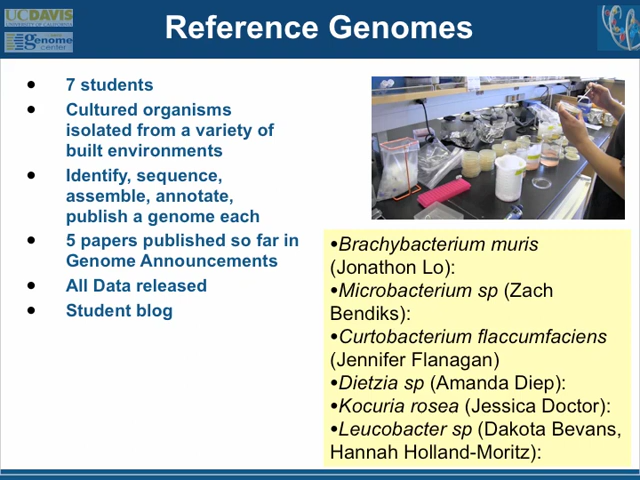 UCDAVIS
UNIVERSITY OF CALIFORNIA
genome
center
Reference Genomes
• 7 students
• Cultured organisms
isolated from a variety of
built environments
• Identify, sequence,
assemble, annotate,
publish a genome each
• 5 papers published so far in
Genome Announcements
• All Data released
• Student blog
•Brachybacterium muris
(Jonathon Lo):
•Microbacterium sp (Zach
Bendiks):
•Curtobacterium flaccumfaciens
(Jennifer Flanagan)
•Dietzia sp (Amanda Diep):
•Kocuria rosea (Jessica Doctor):
•Leucobacter sp (Dakota Bevans,
Hannah Holland-Moritz):